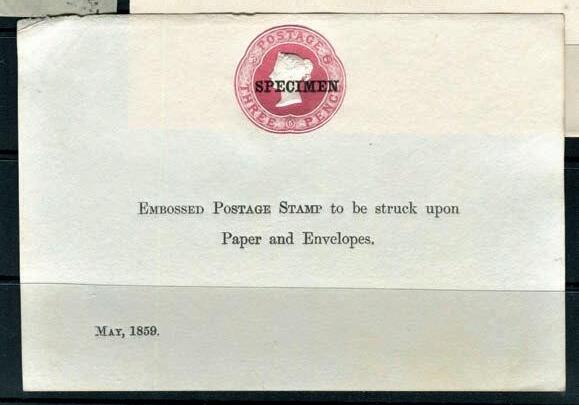 POSTAGE
SPECIMEN
THREE PENCE
EMBOSSED POSTAGE STAMP to be struck upon
Paper and Envelopes.
MAY, 1859.